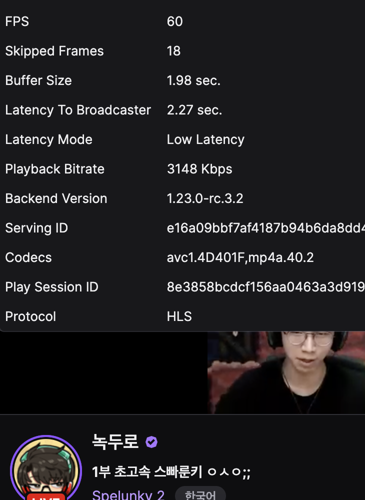 FPS 60
Skipped Frames 18
Buffer Size 1.98 sec.
Latency To Broadcaster 2.27 sec.
Latency Mode Low Latency
Playback Bitrate 3148 Kbps
Backend Version 1.23.0-rc.3.2
Serving ID e16a09bbf7af4187b94b6da8dd4
Codecs avc1.4D401F,mp4a.40.2
Play Session ID 8e3858bcdcf156aa0463a3d919
Protocol HLS
녹두로
1부 초고속 스빠룬키 ㅇㅅㅇ;;
Spelunky 2 한국어